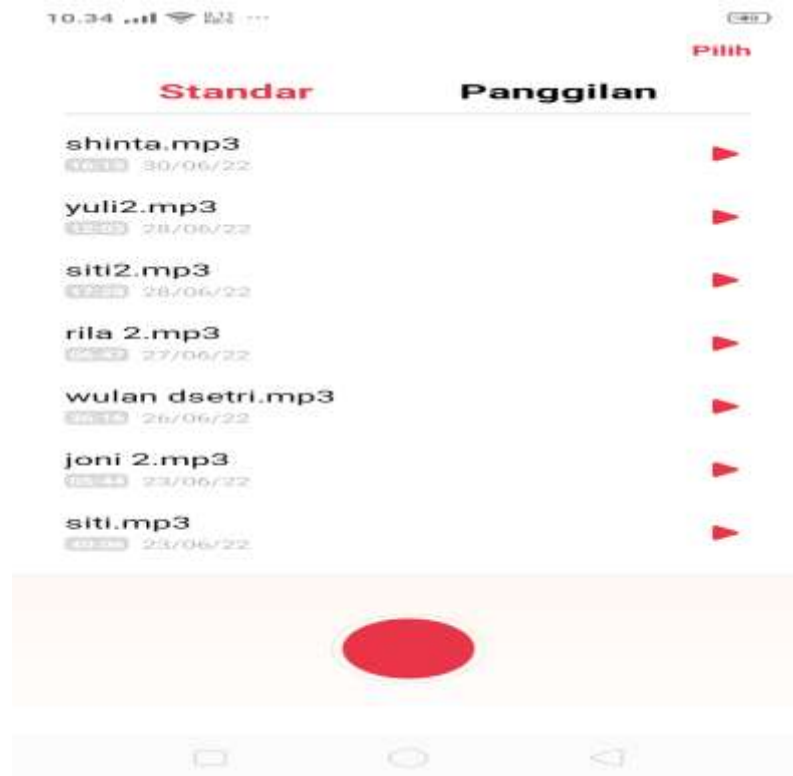 10.34
Pilih
Standar Panggilan
shinta.mp3
30/06/22
yuli2.mp3
28/06/22
siti2.mp3
28/06/22
rila 2.mp3
27/06/22
wulan dsetri.mp3
26/06/22
joni 2.mp3
23/06/22
siti.mp3
23/06/22